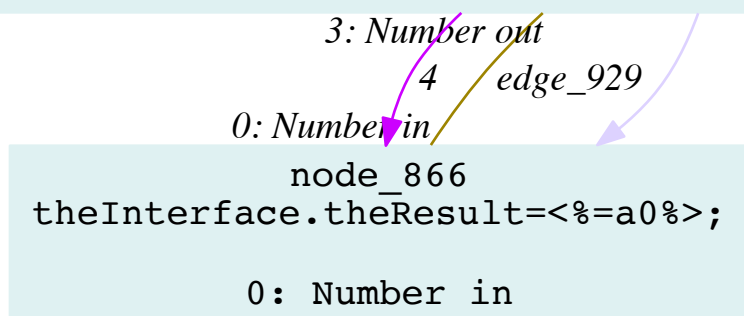 3: Number out
4 edge_929
0: Number in
node_866
theInterface.theResult=<%=a0%>;
0: Number in